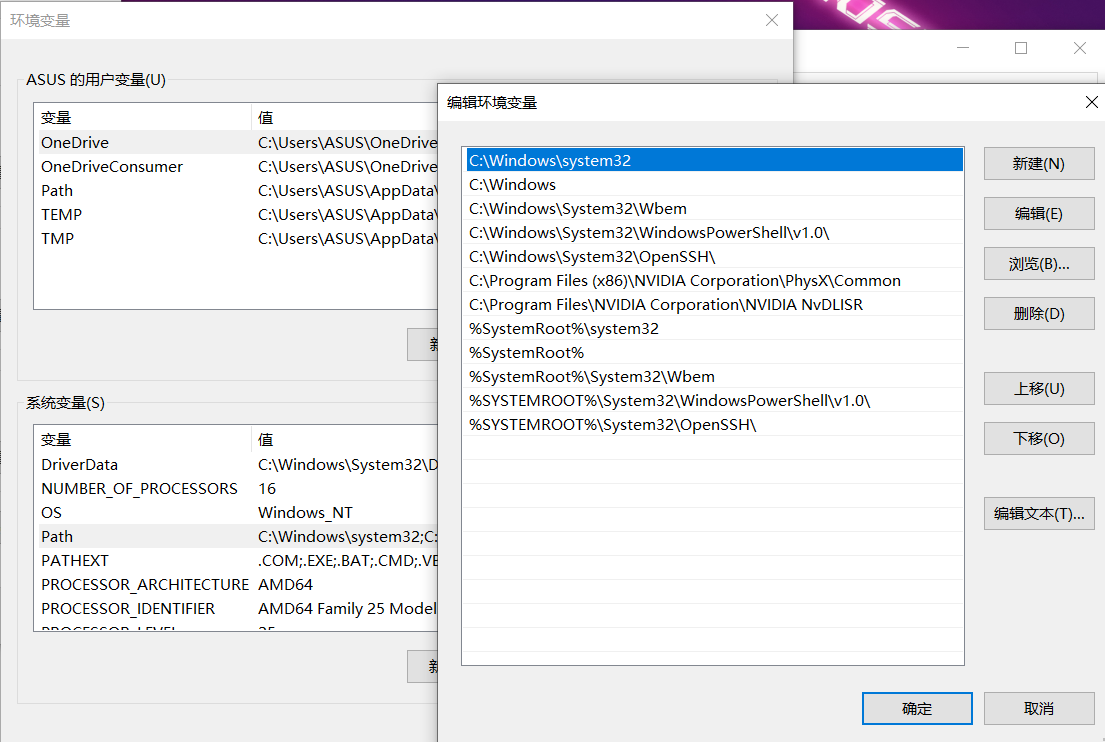 环境变量
ASUS 的用户变量(U)
变量 值
OneDrive C:\Users\ASUS\OneDrive
OneDriveConsumer C:\Users\ASUS\OneDrive
Path C:\Users\ASUS\AppData\
TEMP C:\Users\ASUS\AppData\
TMP C:\Users\ASUS\AppData\
系统变量(S)
变量 值
DriverData C:\Windows\System32\D
NUMBER_OF_PROCESSORS 16
OS Windows_NT
Path C:\Windows\system32;C:
PATHEXT .COM;.EXE;.BAT;.CMD;.VE
PROCESSOR_ARCHITECTURE AMD64
PROCESSOR_IDENTIFIER AMD64 Family 25 Model
编辑环境变量
C:\Windows\system32
C:\Windows
C:\Windows\System32\Wbem
C:\Windows\System32\WindowsPowerShell\v1.0\
C:\Windows\System32\OpenSSH\
C:\Program Files (x86)\NVIDIA Corporation\PhysX\Common
C:\Program Files\NVIDIA Corporation\NVIDIA NvDLISR
%SystemRoot%\system32
%SystemRoot%
%SystemRoot%\System32\Wbem
%SYSTEMROOT%\System32\WindowsPowerShell\v1.0\
%SYSTEMROOT%\System32\OpenSSH\
新建(N)
编辑(E)
浏览(B)...
删除(D)
上移(U)
下移(O)
编辑文本(T)...
确定
取消